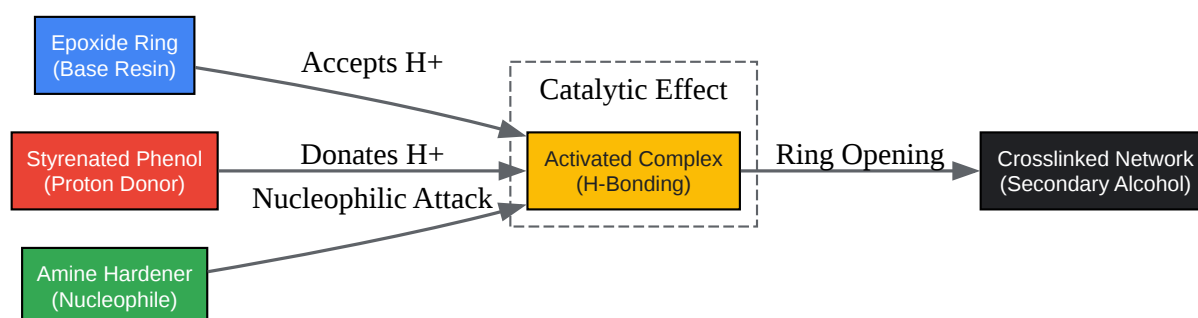 Epoxide Ring
(Base Resin)
Accepts H+
Styrenated Phenol
(Proton Donor)
Donates H+
Amine Hardener
(Nucleophile)
Nucleophilic Attack
Catalytic Effect
Activated Complex
(H-Bonding)
Ring Opening
Crosslinked Network
(Secondary Alcohol)